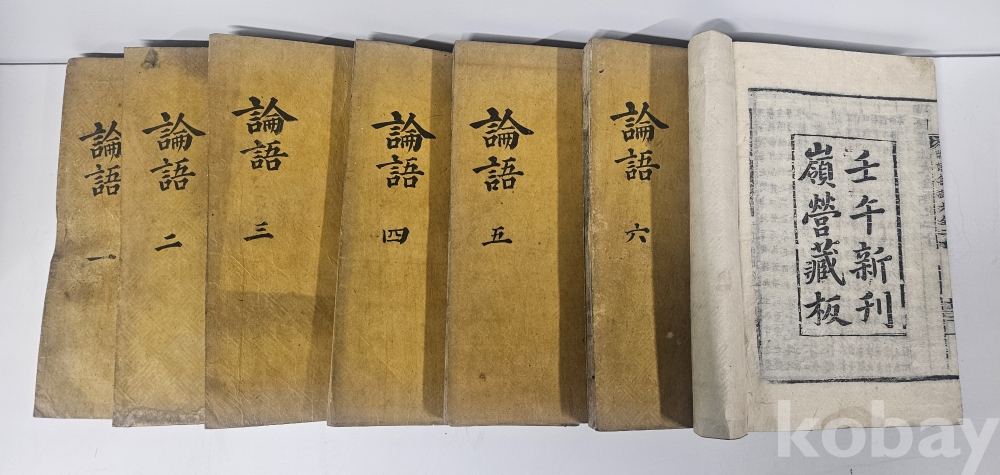 論語 一
論語 二
論語 三
論語 四
論語 五
論語 六
壬午新刊
嶺營藏板
kobay